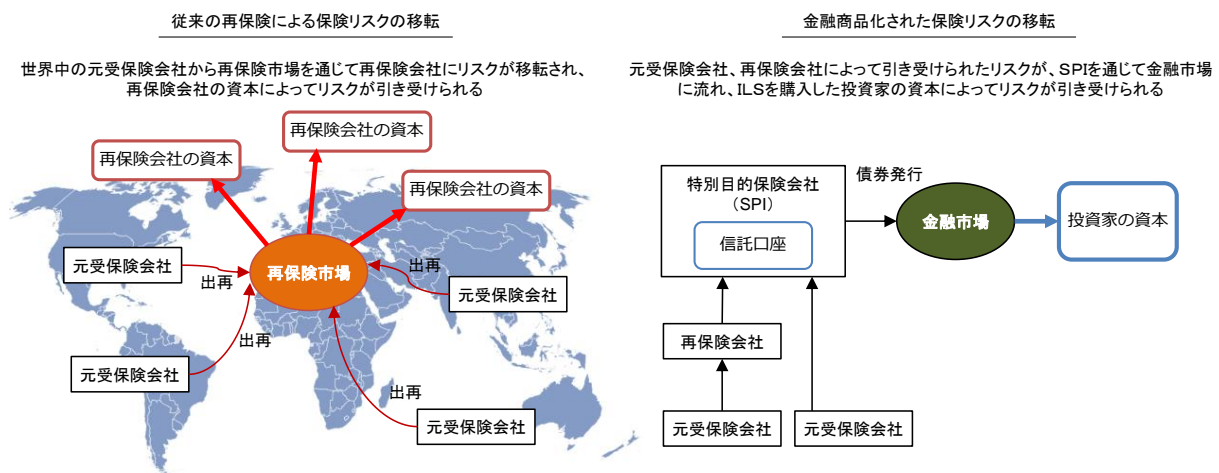 従来の再保険による保険リスクの移転
世界中の元受保険会社から再保険市場を通じて再保険会社にリスクが移転され、
再保険会社の資本によってリスクが引き受けられる
再保険会社の資本
再保険会社の資本
再保険会社の資本
元受保険会社
出再
再保険市場
出再
元受保険会社
出再
元受保険会社
出再
元受保険会社
金融商品化された保険リスクの移転
元受保険会社、再保険会社によって引き受けられたリスクが、SPIを通じて金融市場
に流れ、ILSを購入した投資家の資本によってリスクが引き受けられる
特別目的保険会社
（SPI）
信託口座
債券発行
金融市場
投資家の資本
再保険会社
元受保険会社
元受保険会社